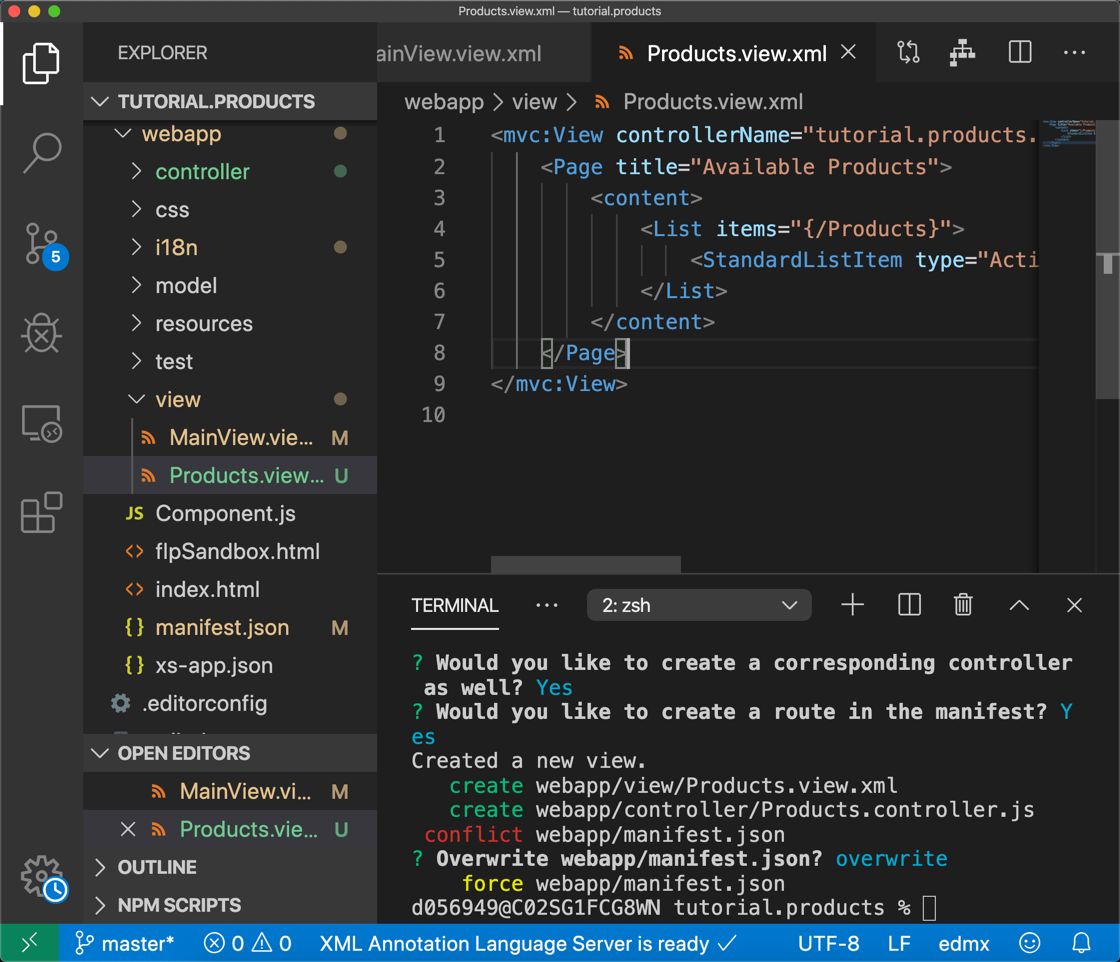 Products.view.xml — tutorial.products
EXPLORER
TUTORIAL.PRODUCTS
webapp
controller
css
i18n
model
resources
test
view
MainView.vie... M
Products.view... U
JS Component.js
<> flpSandbox.html
<> index.html
{} manifest.json M
{} xs-app.json
.editorconfig
OPEN EDITORS
MainView.vi... M
Products.vie... U
OUTLINE
NPM SCRIPTS
5
ainView.view.xml
Products.view.xml
webapp > view > Products.view.xml
1 <mvc:View controllerName="tutorial.products.
2 <Page title="Available Products">
3 <content>
4 <List items="{/Products}">
5 <StandardListItem type="Acti
6 </List>
7 </content>
8 </Page>
9 </mvc:View>
10
TERMINAL ... 2: zsh
? Would you like to create a corresponding controller
as well? Yes
? Would you like to create a route in the manifest? Y
es
Created a new view.
create webapp/view/Products.view.xml
create webapp/controller/Products.controller.js
conflict webapp/manifest.json
? Overwrite webapp/manifest.json? overwrite
force webapp/manifest.json
d056949@C02SG1FCG8WN tutorial.products %
master* 0 0 XML Annotation Language Server is ready ✓ UTF-8 LF edmx